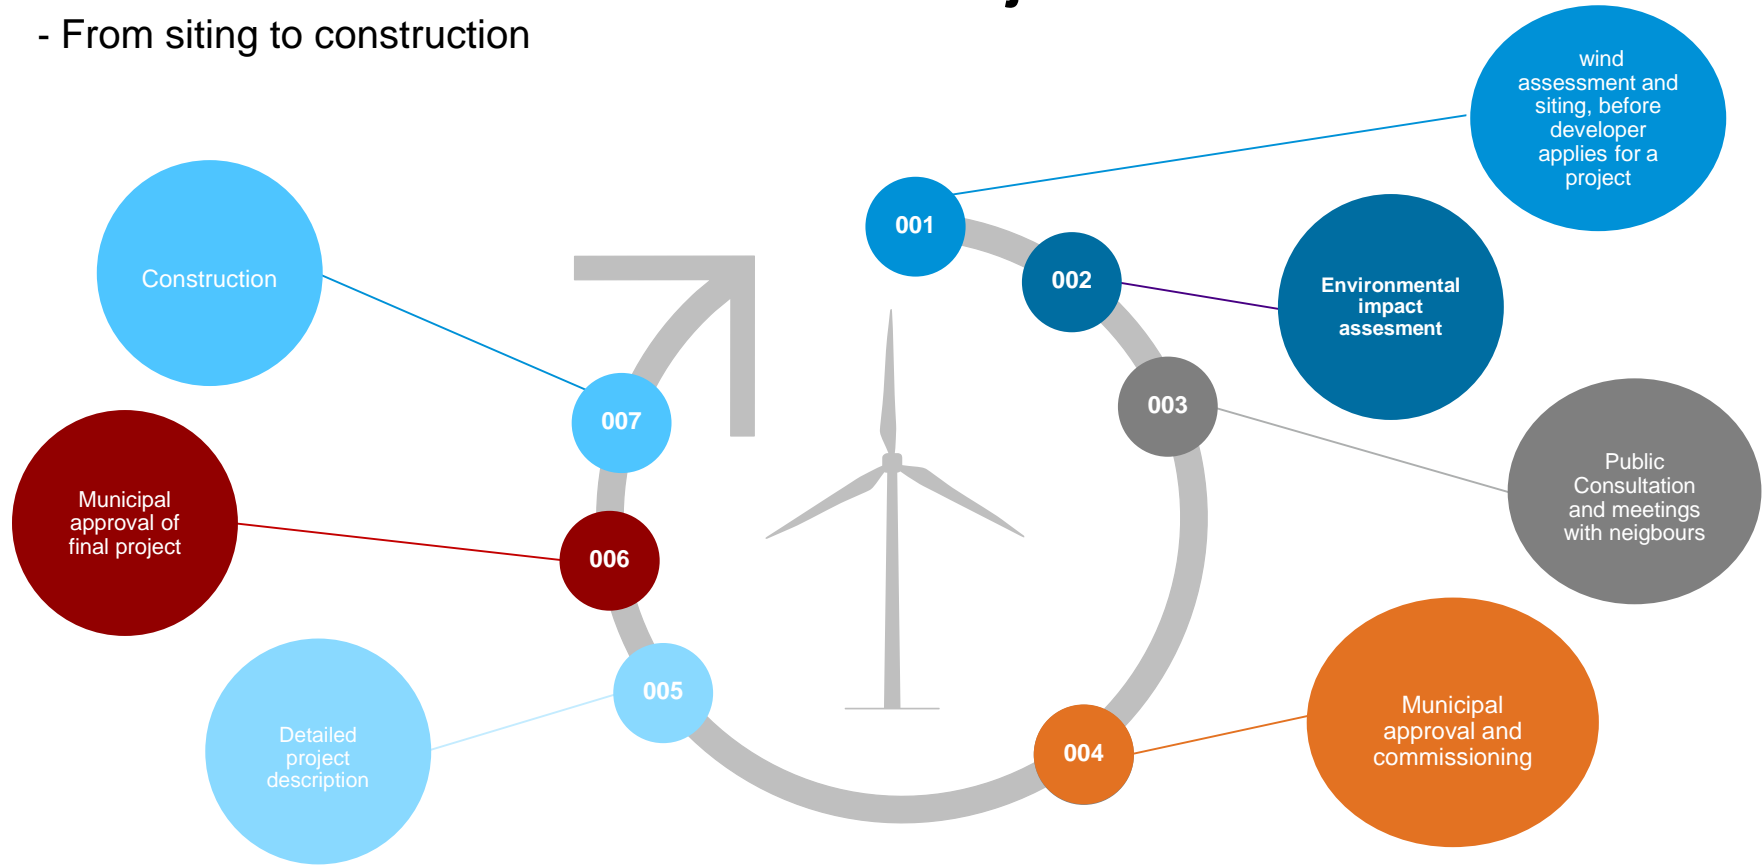 - From siting to construction
wind
assessment and
siting, before
developer
applies for a
project
001
002
Environmental
impact
assesment
003
Public
Consultation
and meetings
with neigbours
004
Municipal
approval and
commissioning
005
Detailed
project
description
006
Municipal
approval of
final project
007
Construction